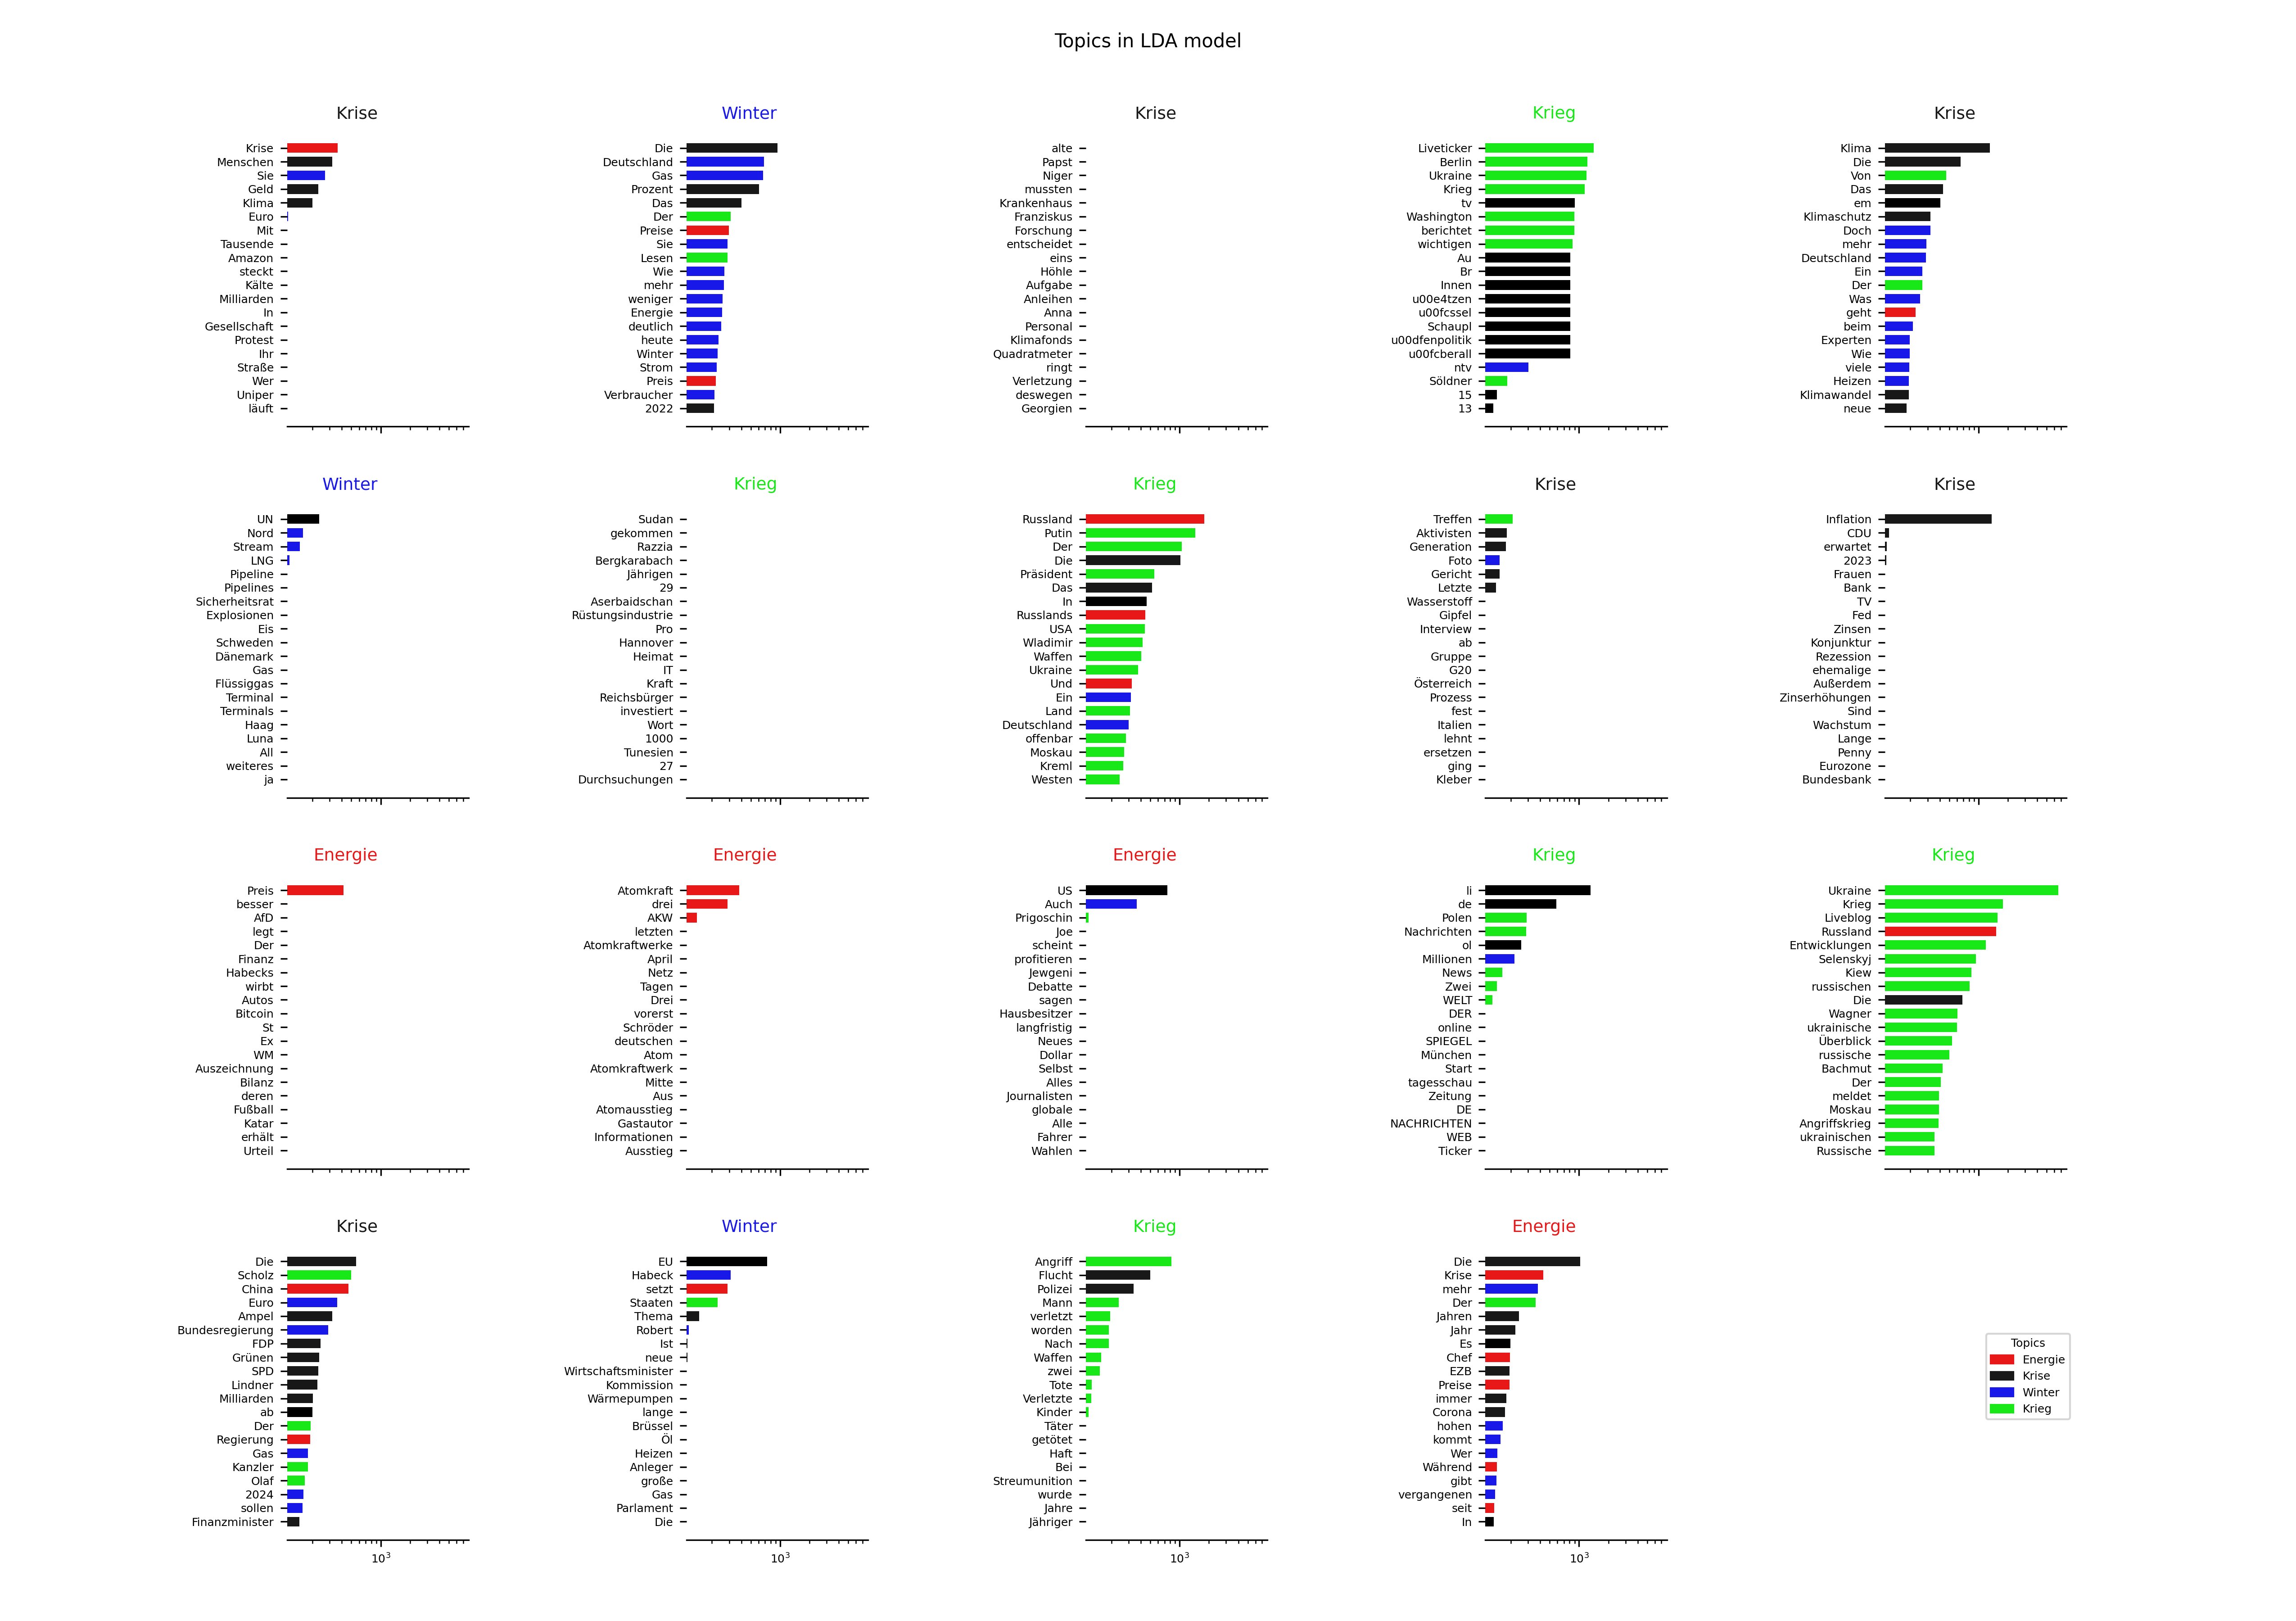 Topics in LDA model
Krise
Krise
Menschen
Sie
Geld
Klima
Euro
Mit
Tausende
Amazon
steckt
Kälte
Milliarden
In
Gesellschaft
Protest
Ihr
Straße
Wer
Uniper
läuft
Winter
Die
Deutschland
Gas
Prozent
Das
Der
Preise
Sie
Lesen
Wie
mehr
weniger
Energie
deutlich
heute
Winter
Strom
Preis
Verbraucher
2022
Krise
alte
Papst
Niger
mussten
Krankenhaus
Franziskus
Forschung
entscheidet
eins
Höhle
Aufgabe
Anleihen
Anna
Personal
Klimafonds
Quadratmeter
ringt
Verletzung
deswegen
Georgien
Krieg
Liveticker
Berlin
Ukraine
Krieg
tv
Washington
berichtet
wichtigen
Au
Br
Innen
u00e4tzen
u00fcssel
Schaupl
u00dfenpolitik
u00fcberall
ntv
Söldner
15
13
Krise
Klima
Die
Von
Das
em
Klimaschutz
Doch
mehr
Deutschland
Ein
Der
Was
geht
beim
Experten
Wie
viele
Heizen
Klimawandel
neue
Winter
UN
Nord
Stream
LNG
Pipeline
Pipelines
Sicherheitsrat
Explosionen
Eis
Schweden
Dänemark
Gas
Flüssiggas
Terminal
Terminals
Haag
Luna
All
weiteres
ja
Krieg
Sudan
gekommen
Razzia
Bergkarabach
Jährigen
29
Aserbaidschan
Rüstungsindustrie
Pro
Hannover
Heimat
IT
Kraft
Reichsbürger
investiert
Wort
1000
Tunesien
27
Durchsuchungen
Krieg
Russland
Putin
Der
Die
Präsident
Das
In
Russlands
USA
Wladimir
Waffen
Ukraine
Und
Ein
Land
Deutschland
offenbar
Moskau
Kreml
Westen
Krise
Treffen
Aktivisten
Generation
Foto
Gericht
Letzte
Wasserstoff
Gipfel
Interview
ab
Gruppe
G20
Österreich
Prozess
fest
Italien
lehnt
ersetzen
ging
Kleber
Krise
Inflation
CDU
erwartet
2023
Frauen
Bank
TV
Fed
Zinsen
Konjunktur
Rezession
ehemalige
Außerdem
Zinserhöhungen
Sind
Wachstum
Lange
Penny
Eurozone
Bundesbank
Energie
Preis
besser
AfD
legt
Der
Finanz
Habecks
wirbt
Autos
Bitcoin
St
Ex
WM
Auszeichnung
Bilanz
deren
Fußball
Katar
erhält
Urteil
Energie
Atomkraft
drei
AKW
letzten
Atomkraftwerke
April
Netz
Tagen
Drei
vorerst
Schröder
deutschen
Atom
Atomkraftwerk
Mitte
Aus
Atomausstieg
Gastautor
Informationen
Ausstieg
Energie
US
Auch
Prigoschin
Joe
scheint
profitieren
Jewgeni
Debatte
sagen
Hausbesitzer
langfristig
Neues
Dollar
Selbst
Alles
Journalisten
globale
Alle
Fahrer
Wahlen
Krieg
li
de
Polen
Nachrichten
ol
Millionen
News
Zwei
WELT
DER
online
SPIEGEL
München
Start
tagesschau
Zeitung
DE
NACHRICHTEN
WEB
Ticker
Krieg
Ukraine
Krieg
Liveblog
Russland
Entwicklungen
Selenskyj
Kiew
russischen
Die
Wagner
ukrainische
Überblick
russische
Bachmut
Der
meldet
Moskau
Angriffskrieg
ukrainischen
Russische
Krise
Die
Scholz
China
Euro
Ampel
Bundesregierung
FDP
Grünen
SPD
Lindner
Milliarden
ab
Der
Regierung
Gas
Kanzler
Olaf
2024
sollen
Finanzminister
10³
Winter
EU
Habeck
setzt
Staaten
Thema
Robert
Ist
neue
Wirtschaftsminister
Kommission
Wärmepumpen
lange
Brüssel
Öl
Heizen
Anleger
große
Gas
Parlament
Die
10³
Krieg
Angriff
Flucht
Polizei
Mann
verletzt
worden
Nach
Waffen
zwei
Tote
Verletzte
Kinder
Täter
getötet
Haft
Bei
Streumunition
wurde
Jahre
Jähriger
10³
Energie
Die
Krise
mehr
Der
Jahren
Jahr
Es
Chef
EZB
Preise
immer
Corona
hohen
kommt
Wer
Während
gibt
vergangenen
seit
In
10³
Topics
Energie
Krise
Winter
Krieg